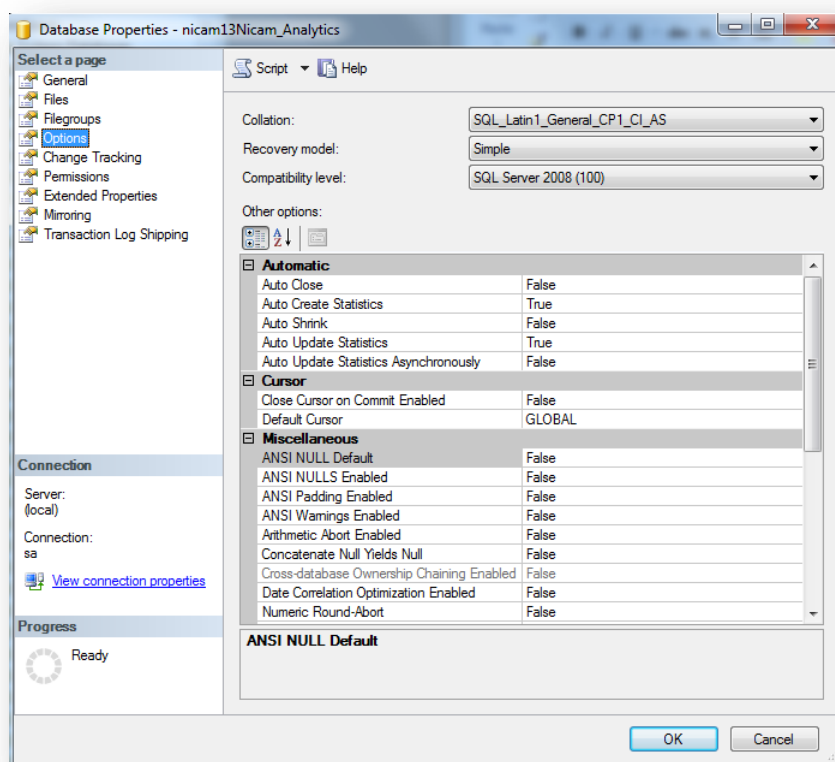 Database Properties - nicam13Nicam_Analytics
Select a page
General
Files
Filegroups
Options
Change Tracking
Permissions
Extended Properties
Mirroring
Transaction Log Shipping
Script Help
Collation: SQL_Latin1_General_CP1_CI_AS
Recovery model: Simple
Compatibility level: SQL Server 2008 (100)
Other options:
Automatic
Auto Close False
Auto Create Statistics True
Auto Shrink False
Auto Update Statistics True
Auto Update Statistics Asynchronously False
Cursor
Close Cursor on Commit Enabled False
Default Cursor GLOBAL
Miscellaneous
ANSI NULL Default False
ANSI NULLS Enabled False
ANSI Padding Enabled False
ANSI Warnings Enabled False
Arithmetic Abort Enabled False
Concatenate Null Yields Null False
Cross-database Ownership Chaining Enabled False
Date Correlation Optimization Enabled False
Numeric Round-Abort False
ANSI NULL Default
Connection
Server:
(local)
Connection:
sa
View connection properties
Progress
Ready
OK Cancel